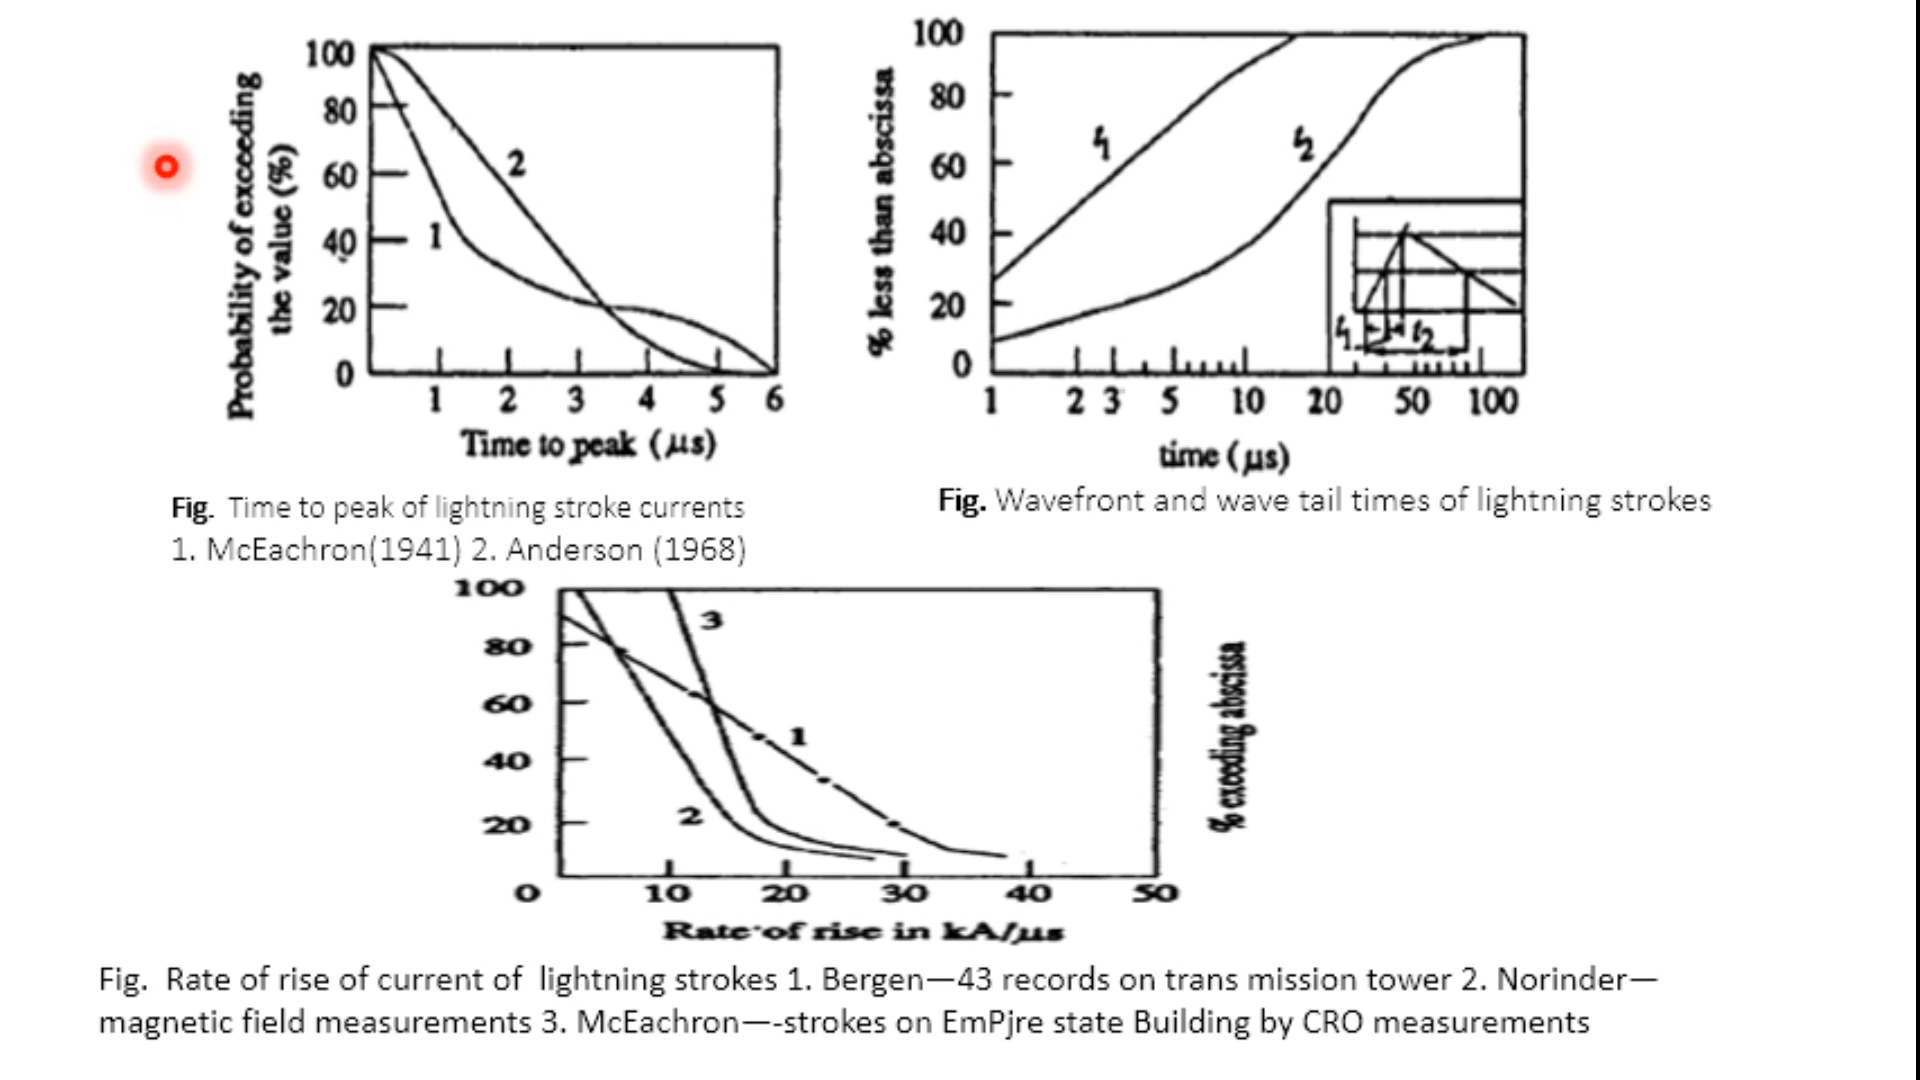 100
80
60
40
20
0
Probability of exceeding
the value (%)
2
1
1 2 3 4 5 6
Time to peak (μs)
Fig. Time to peak of lightning stroke currents
1. McEachron(1941) 2. Anderson (1968)
100
80
60
40
20
0
% less than abscissa
t1
t2
t1 t2
1 2 3 5 10 20 50 100
time (μs)
Fig. Wavefront and wave tail times of lightning strokes
100
80
60
40
20
3
1
2
% exceeding abscissa
0 10 20 30 40 50
Rate of rise in kA/μs
Fig. Rate of rise of current of lightning strokes 1. Bergen—43 records on trans mission tower 2. Norinder—
magnetic field measurements 3. McEachron—-strokes on EmPjre state Building by CRO measurements